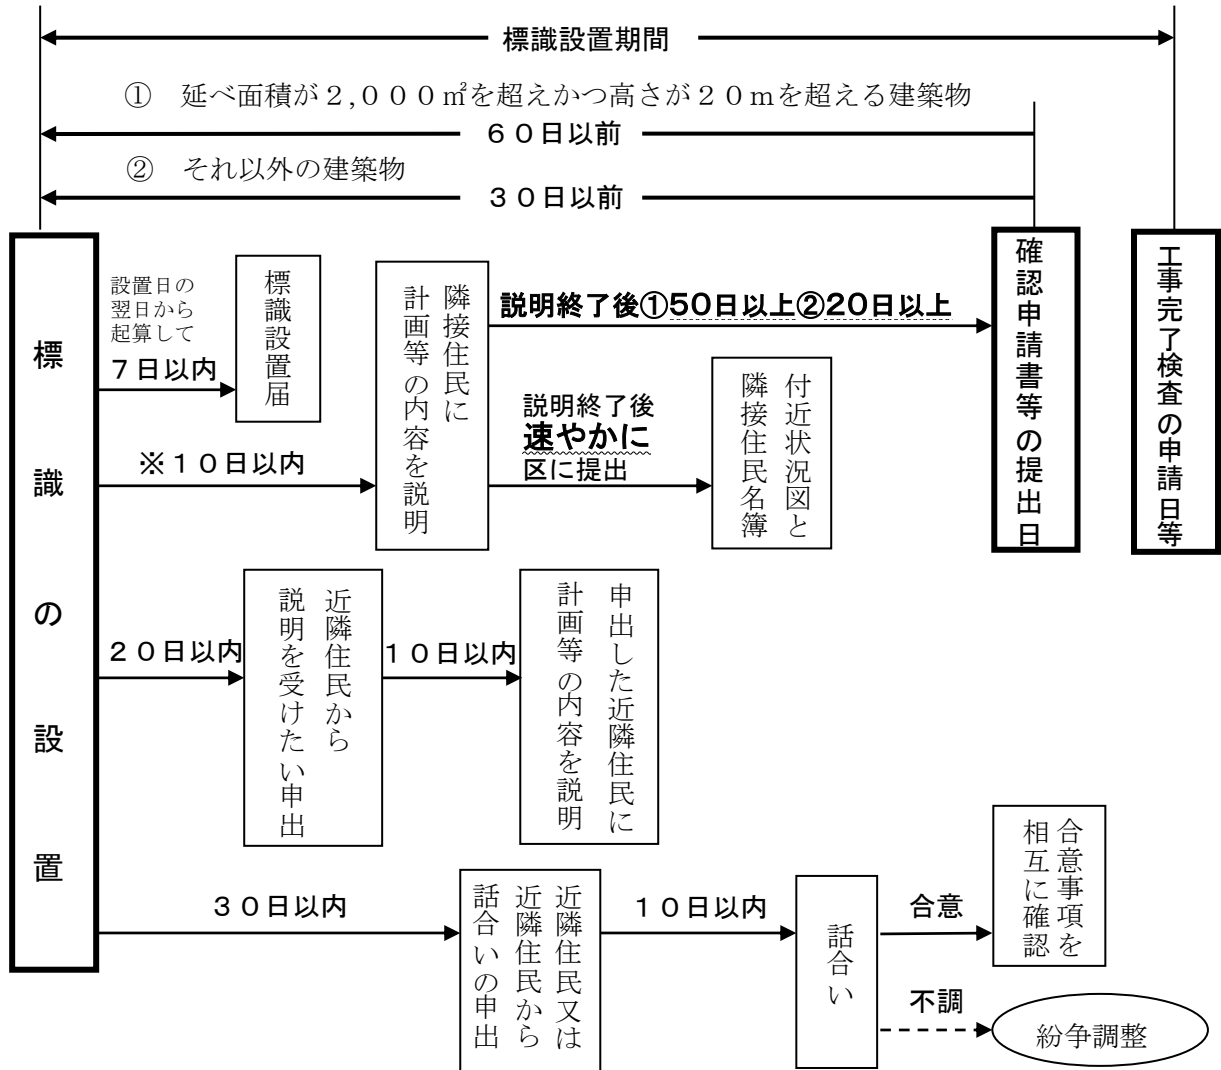 標識設置期間
① 延べ面積が2,000㎡を超えかつ高さが20mを超える建築物
60日以前
② それ以外の建築物
30日以前
標識の設置
設置日の
翌日から
起算して
7日以内
標識設置届
※10日以内
隣接住民に
計画等の内容を説明
説明終了後①50日以上②20日以上
説明終了後
速やかに
区に提出
付近状況図と
隣接住民名簿
確認申請書等の提出日
工事完了検査の申請日等
20日以内
近隣住民から
説明を受けたい申出
10日以内
申出した近隣住民に
計画等の内容を説明
30日以内
近隣住民又は
近隣住民から
話合いの申出
10日以内
話合い
合意
合意事項を
相互に確認
不調
紛争調整